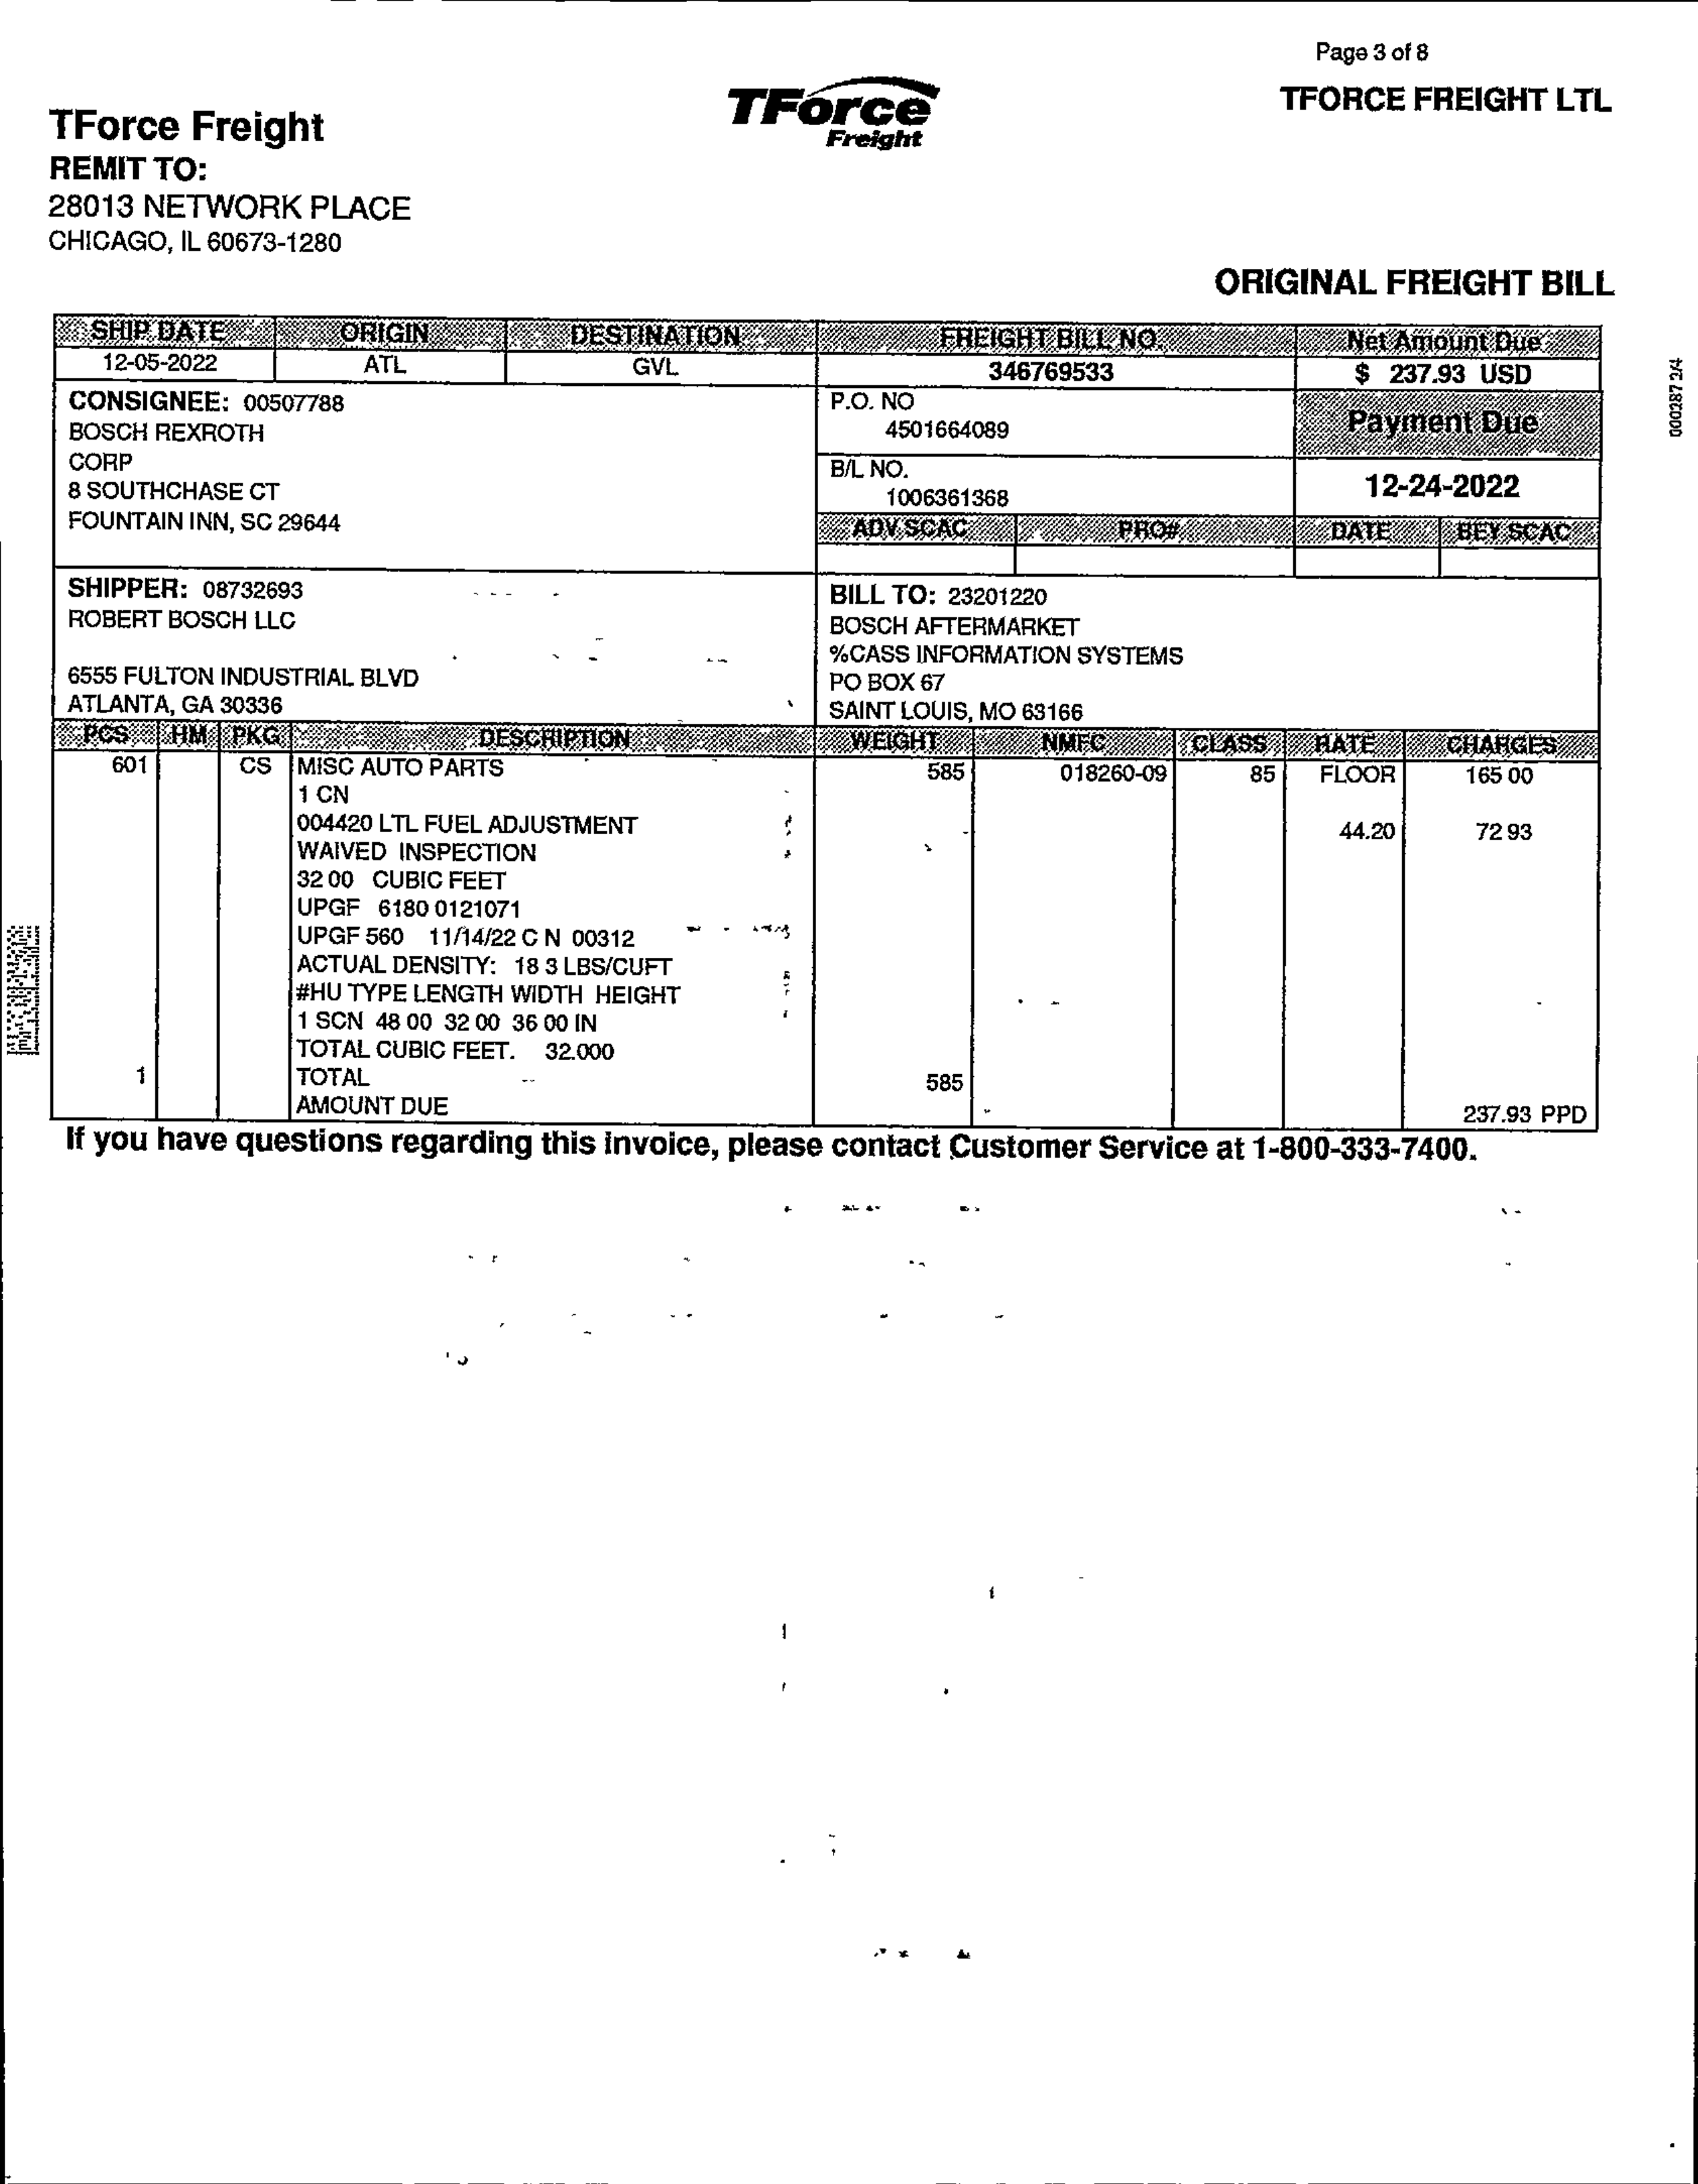 Page 3 of 8
TFORCE FREIGHT LTL
TForce
Freight
TForce Freight
REMIT TO:
28013 NETWORK PLACE
CHICAGO, IL 60673-1280
ORIGINAL FREIGHT BILL
SHIP DATE ORIGIN DESTINATION FREIGHT BILL NO. Net Amount Due
12-05-2022 ATL GVL 346769533 $ 237.93 USD
CONSIGNEE: 00507788
BOSCH REXROTH
CORP
8 SOUTHCHASE CT
FOUNTAIN INN, SC 29644
P.O. NO
4501664089
Payment Due
B/L NO.
1006361368
12-24-2022
ADV SCAC PRO# DATE BEY SCAC
SHIPPER: 08732693
ROBERT BOSCH LLC
6555 FULTON INDUSTRIAL BLVD
ATLANTA, GA 30336
BILL TO: 23201220
BOSCH AFTERMARKET
%CASS INFORMATION SYSTEMS
PO BOX 67
SAINT LOUIS, MO 63166
PCS HM PKG DESCRIPTION WEIGHT NMFC CLASS RATE CHARGES
601 CS MISC AUTO PARTS 585 018260-09 85 FLOOR 165 00
1 CN
004420 LTL FUEL ADJUSTMENT 44.20 72 93
WAIVED INSPECTION
32 00 CUBIC FEET
UPGF 6180 0121071
UPGF 560 11/14/22 C N 00312
ACTUAL DENSITY: 18 3 LBS/CUFT
#HU TYPE LENGTH WIDTH HEIGHT
1 SCN 48 00 32 00 36 00 IN
TOTAL CUBIC FEET. 32.000
1 TOTAL 585
AMOUNT DUE 237.93 PPD
If you have questions regarding this invoice, please contact Customer Service at 1-800-333-7400.
000287 2/4